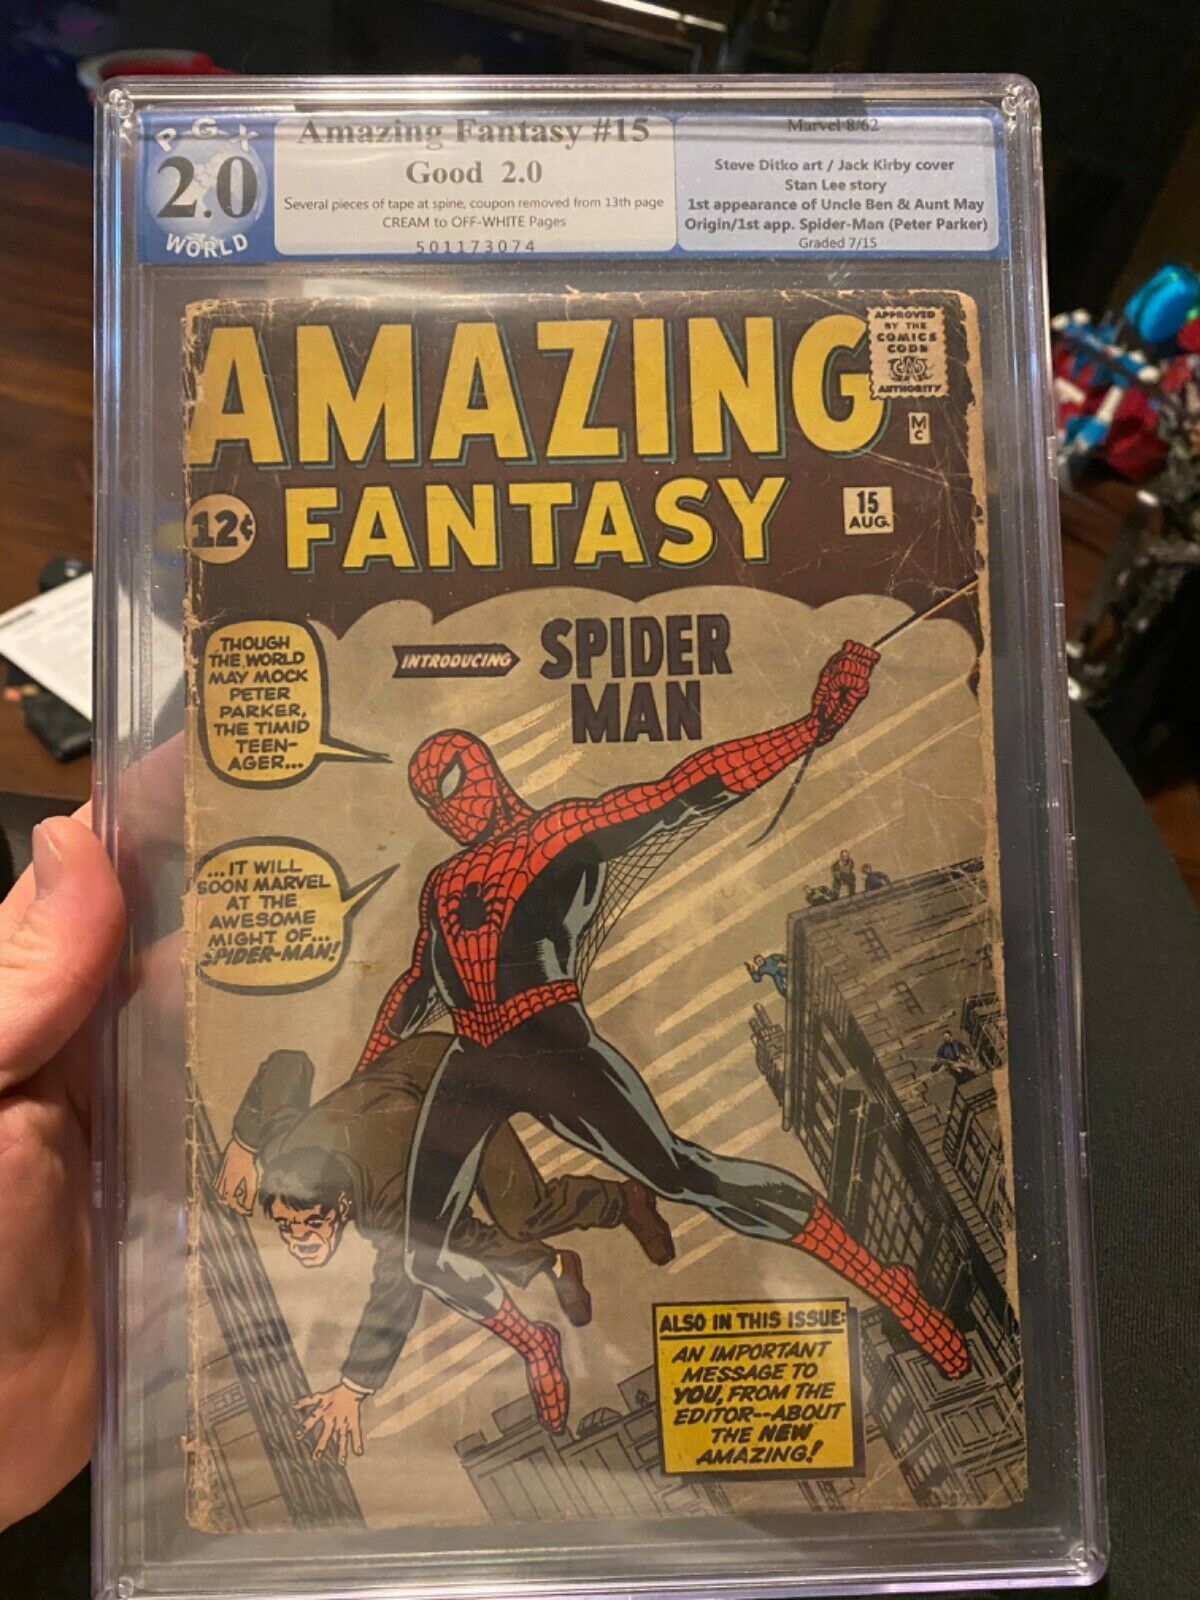 PGX
2.0
WORLD
Amazing Fantasy #15
Good 2.0
Several pieces of tape at spine, coupon removed from 13th page
CREAM to OFF-WHITE Pages
501173074
Marvel 8/62
Steve Ditko art / Jack Kirby cover
Stan Lee story
1st appearance of Uncle Ben & Aunt May
Origin/1st app. Spider-Man (Peter Parker)
Graded 7/15
AMAZING
FANTASY
APPROVED
BY THE
COMICS
CODE
AUTHORITY
MC
12¢
15
AUG.
THOUGH
THE WORLD
MAY MOCK
PETER
PARKER,
THE TIMID
TEEN-
AGER...
INTRODUCING
SPIDER
MAN
...IT WILL
SOON MARVEL
AT THE
AWESOME
MIGHT OF...
SPIDER-MAN!
ALSO IN THIS ISSUE:
AN IMPORTANT
MESSAGE TO
YOU, FROM THE
EDITOR--ABOUT
THE NEW
AMAZING!